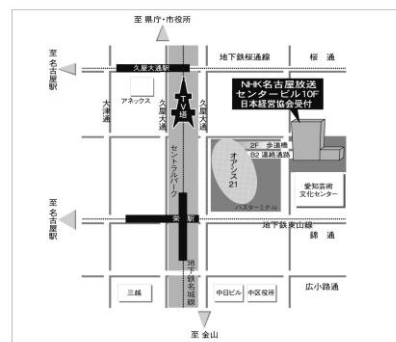 至 県庁・市役所
至 名古屋駅
久屋大通駅
地下鉄桜通線
桜 通
アネックス
大津通
久屋大通
TV塔
久屋大通
NHK名古屋放送
センタービル10F
日本経営協会受付
2F 歩道橋
B2 連絡通路
オアシス21
セントラルパーク
愛知芸術
文化センター
バスターミナル
至 名古屋駅
栄 駅
地下鉄東山線
錦 通
地下鉄名城線
三越
中日ビル
中区役所
広小路通
至 金山